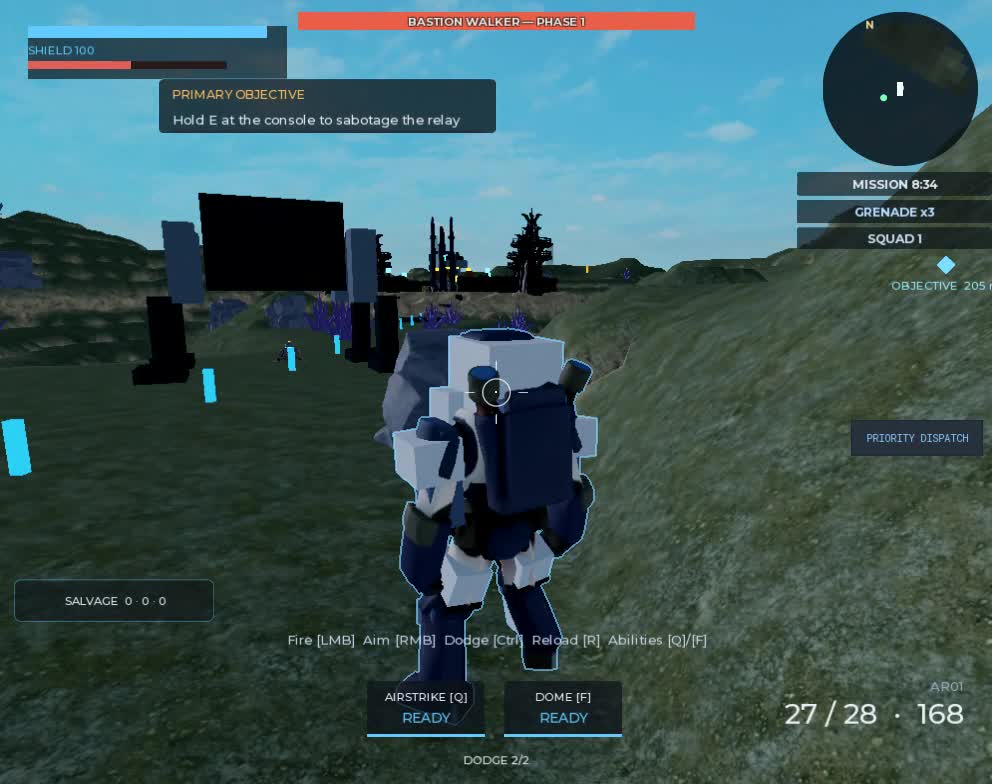 BASTION WALKER — PHASE 1
SHIELD 100
PRIMARY OBJECTIVE
Hold E at the console to sabotage the relay
N
MISSION 8:34
GRENADE x3
SQUAD 1
OBJECTIVE 205
PRIORITY DISPATCH
SALVAGE 0 · 0 · 0
Fire [LMB] Aim [RMB] Dodge [Ctrl] Reload [R] Abilities [Q]/[F]
AIRSTRIKE [Q]
READY
DOME [F]
READY
AR01
27 / 28 · 168
DODGE 2/2